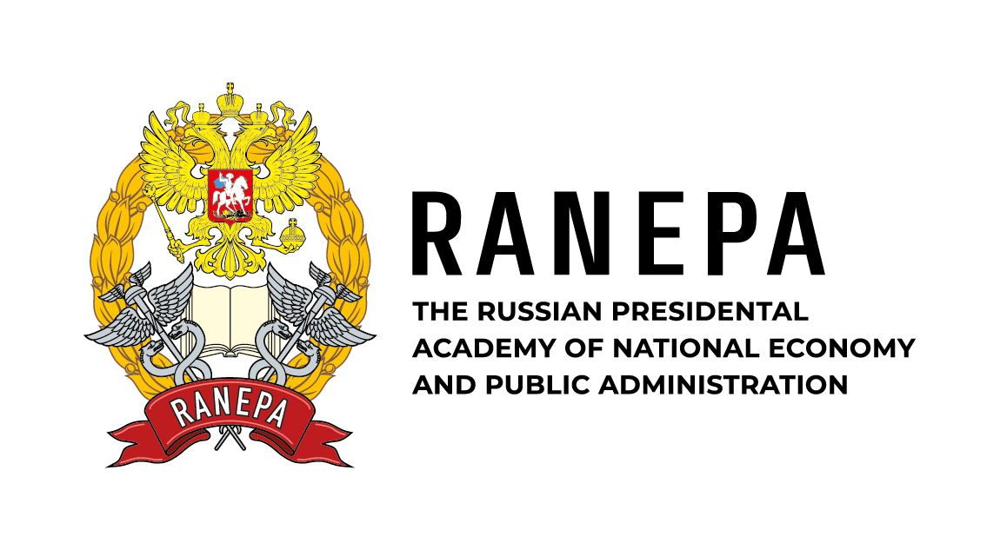 RANEPA
RANEPA
THE RUSSIAN PRESIDENTAL
ACADEMY OF NATIONAL ECONOMY
AND PUBLIC ADMINISTRATION